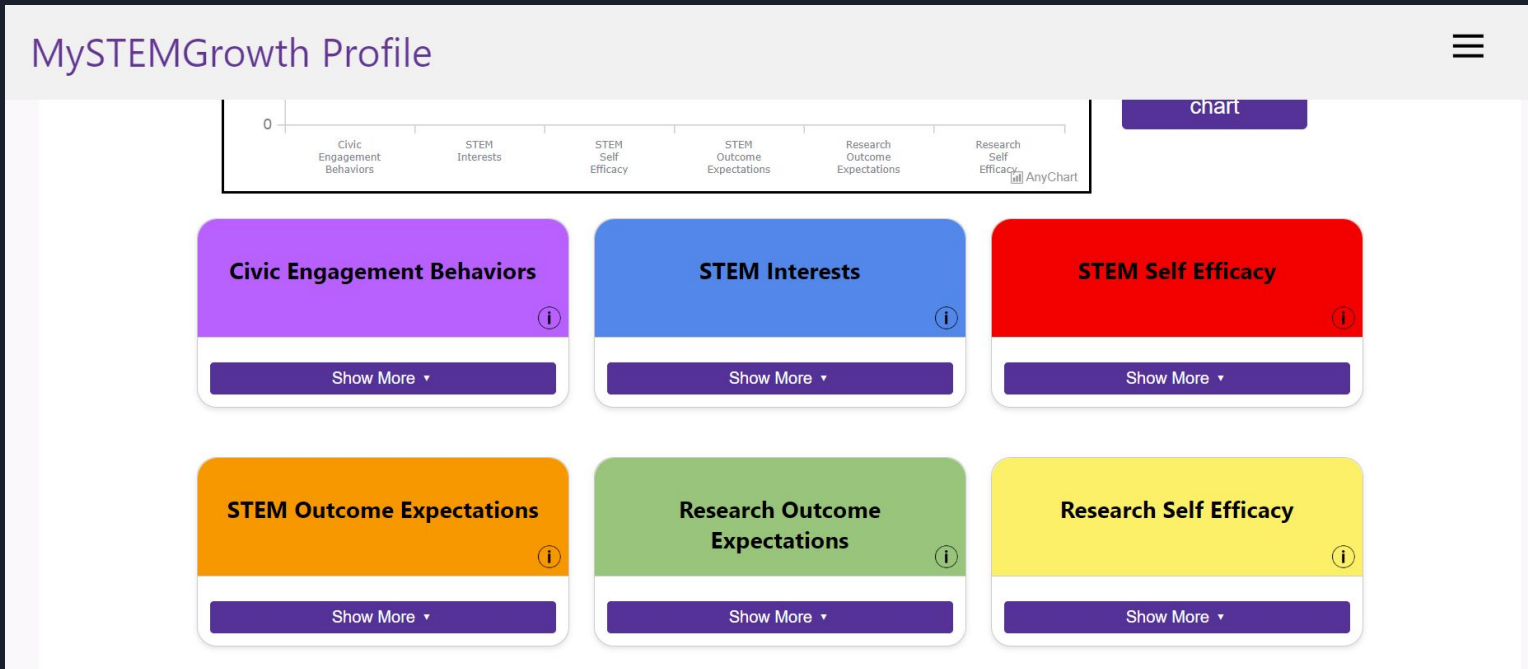 MySTEMGrowth Profile
chart
0
Civic
Engagement
Behaviors
STEM
Interests
STEM
Self
Efficacy
STEM
Outcome
Expectations
Research
Outcome
Expectations
Research
Self
Efficacy
AnyChart
Civic Engagement Behaviors
i
Show More
STEM Interests
i
Show More
STEM Self Efficacy
i
Show More
STEM Outcome Expectations
i
Show More
Research Outcome
Expectations
i
Show More
Research Self Efficacy
i
Show More